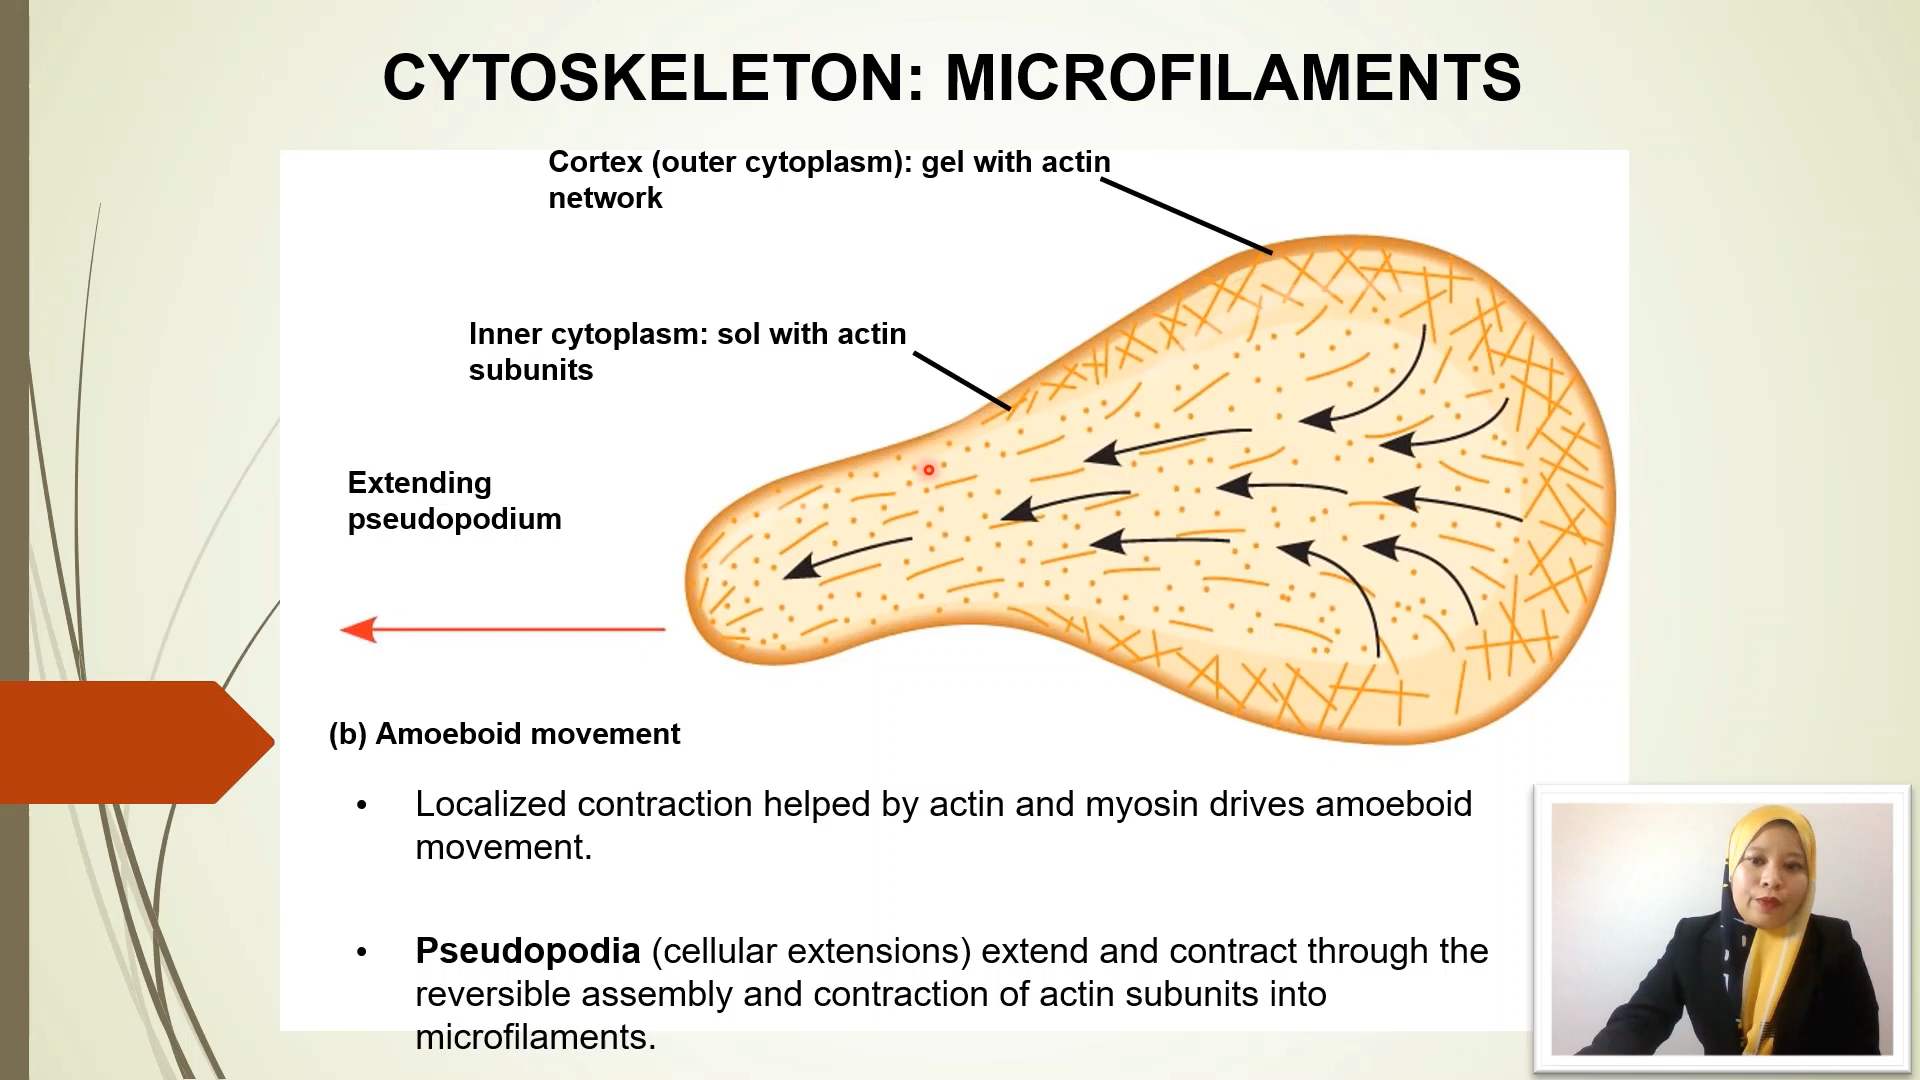 CYTOSKELETON: MICROFILAMENTS
Cortex (outer cytoplasm): gel with actin
network
Inner cytoplasm: sol with actin
subunits
Extending
pseudopodium
(b) Amoeboid movement
• Localized contraction helped by actin and myosin drives amoeboid
movement.
• Pseudopodia (cellular extensions) extend and contract through the
reversible assembly and contraction of actin subunits into
microfilaments.